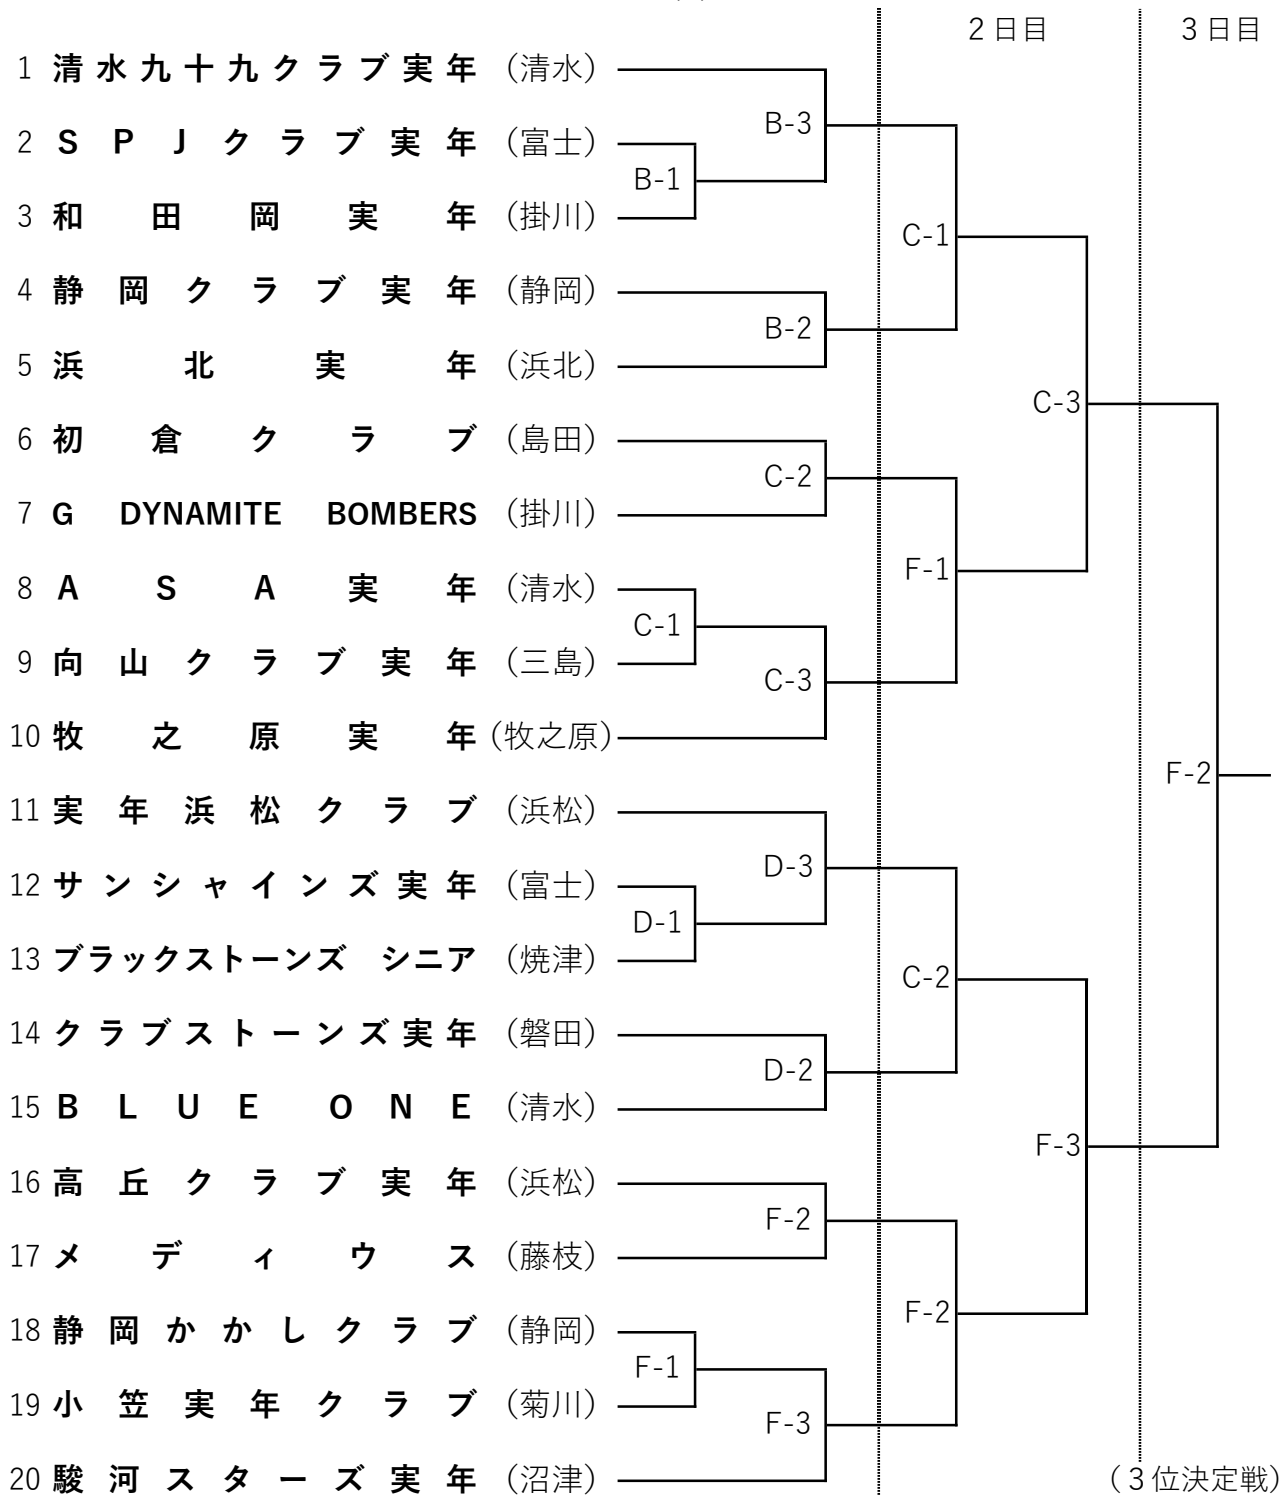 2日目 3日目
1 清水九十九クラブ実年 (清水)
B-3
2 SPJクラブ実年 (富士)
B-1
3 和田岡実年 (掛川)
C-1
4 静岡クラブ実年 (静岡)
B-2
5 浜北実年 (浜北)
C-3
6 初倉クラブ (島田)
C-2
7 G DYNAMITE BOMBERS (掛川)
F-1
8 ASA実年 (清水)
C-1
9 向山クラブ実年 (三島)
C-3
10 牧之原実年 (牧之原)
F-2
11 実年浜松クラブ (浜松)
D-3
12 サンシャインズ実年 (富士)
D-1
13 ブラックストーンズ シニア (焼津)
C-2
14 クラブストーンズ実年 (磐田)
D-2
15 BLUE ONE (清水)
F-3
16 高丘クラブ実年 (浜松)
F-2
17 メディウス (藤枝)
F-2
18 静岡かかしクラブ (静岡)
F-1
19 小笠実年クラブ (菊川)
F-3
20 駿河スターズ実年 (沼津)
(3位決定戦)